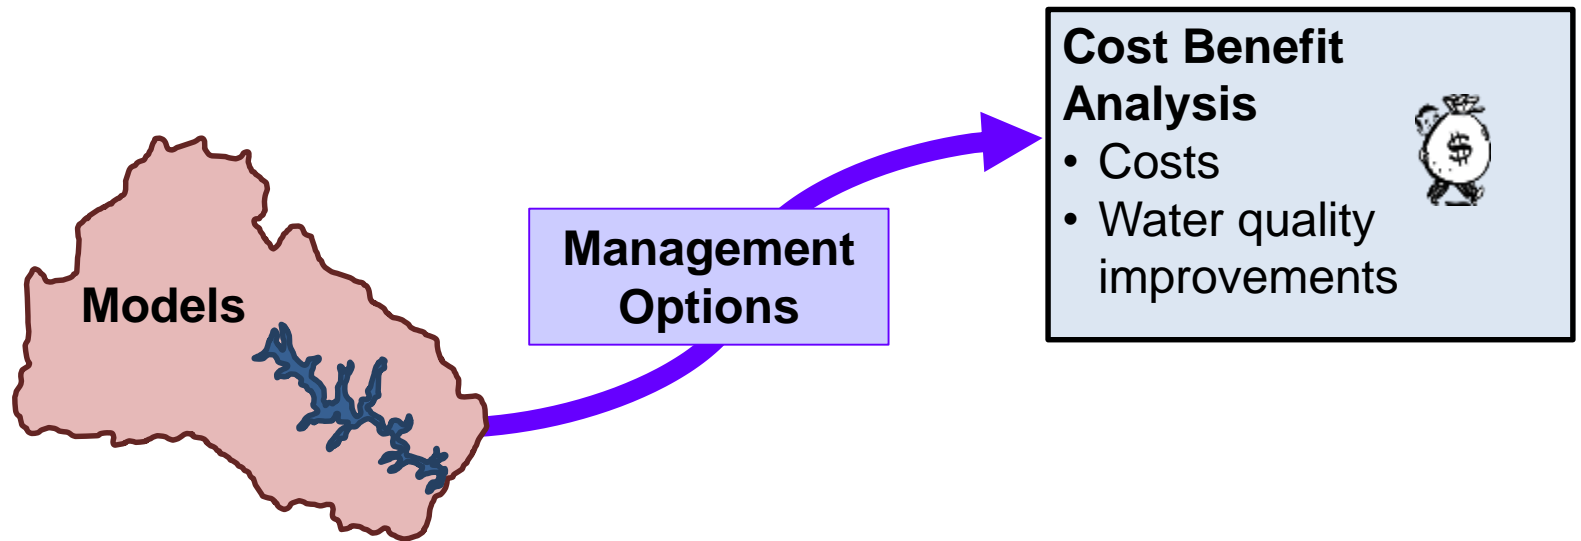 Models
Management
Options
Cost Benefit
Analysis
• Costs
• Water quality
improvements
$